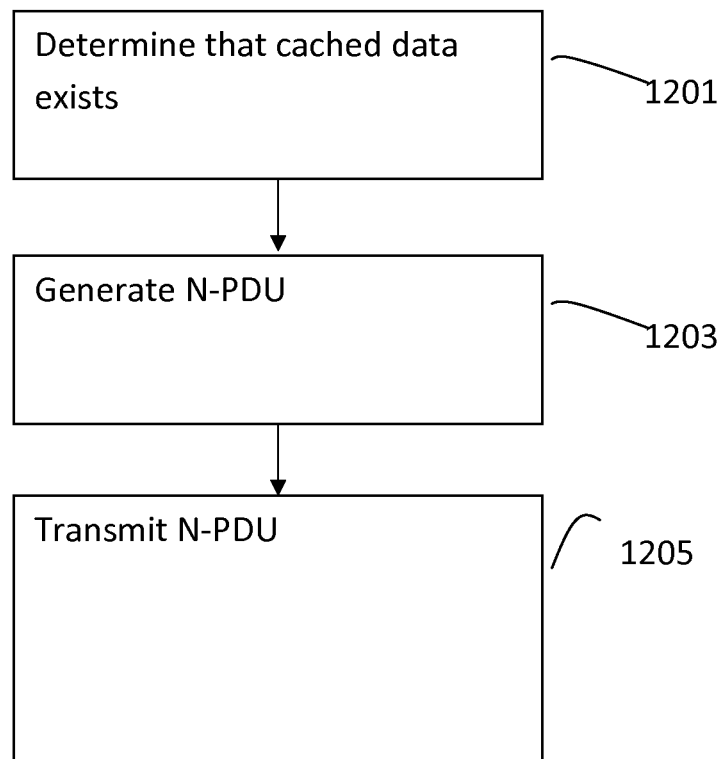 Determine that cached data
exists
1201
Generate N-PDU
1203
Transmit N-PDU
1205